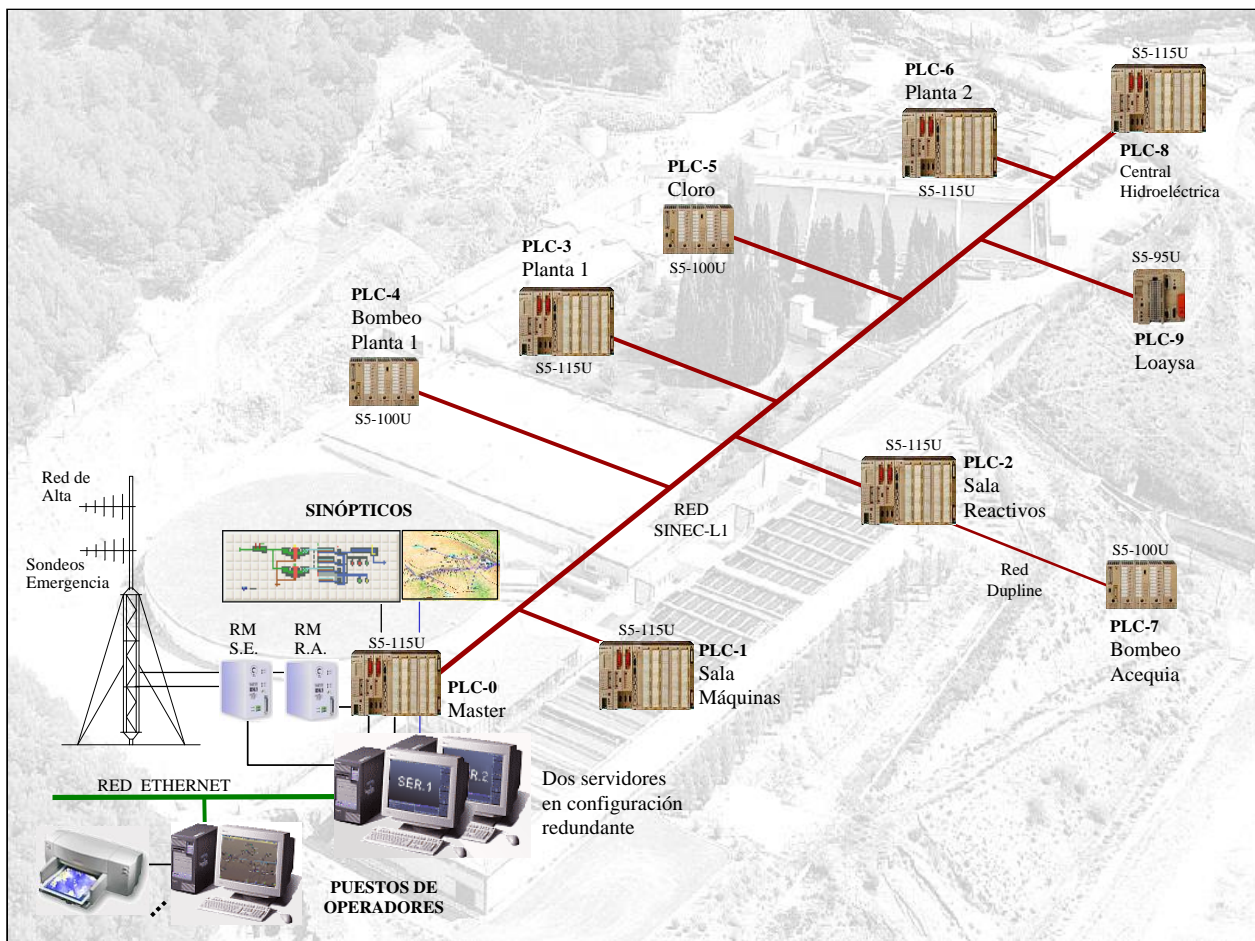 S5-115U
PLC-8
Central
Hidroeléctrica
PLC-6
Planta 2
S5-115U
PLC-5
Cloro
S5-100U
S5-95U
PLC-9
Loaysa
PLC-3
Planta 1
S5-115U
PLC-4
Bombeo
Planta 1
S5-100U
S5-115U
PLC-2
Sala
Reactivos
RED
SINEC-L1
Red
Dupline
S5-100U
PLC-7
Bombeo
Acequia
Red de
Alta
Sondeos
Emergencia
SINÓPTICOS
RM
S.E.
RM
R.A.
S5-115U
PLC-0
Master
S5-115U
PLC-1
Sala
Máquinas
SER.1
R.2
Dos servidores
en configuración
redundante
RED ETHERNET
PUESTOS DE
OPERADORES